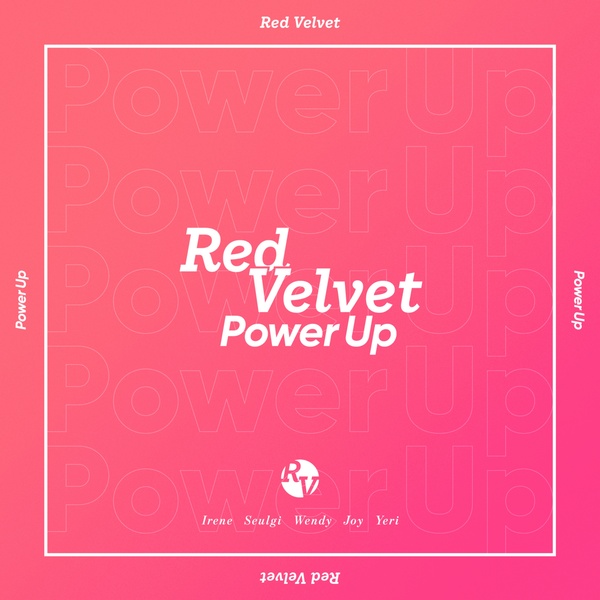 Red Velvet
Power Up
Power Up
Power Up
Power Up
Power Up
Power Up
Red
Velvet
Power Up
Power Up
RV
Irene Seulgi Wendy Joy Yeri
Red Velvet